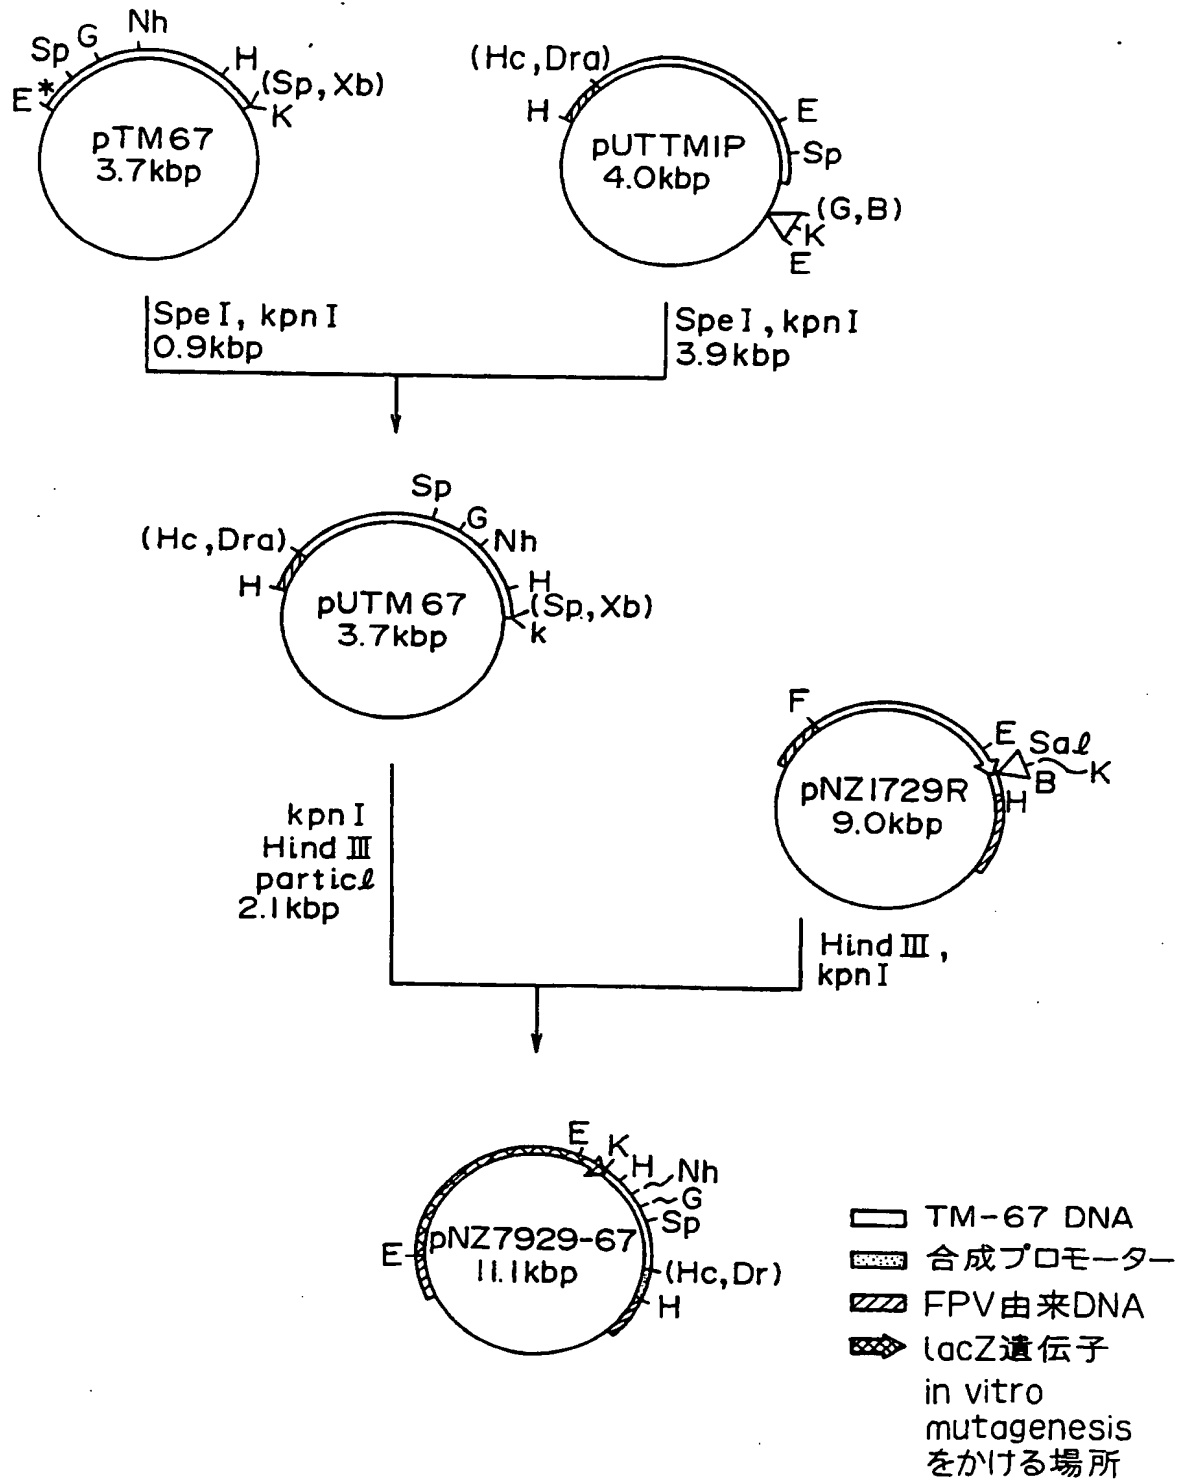 Nh
G
Sp
H
(Sp, Xb)
E*
K
pTM67
3.7kbp
(Hc, Dra)
H
E
Sp
pUTTM1P
4.0kbp
(G, B)
K
E
SpeI, kpnI
0.9kbp
SpeI, kpnI
3.9kbp
Sp
G
(Hc, Dra)
Nh
H
H
(Sp, Xb)
k
pUTM67
3.7kbp
F
E
Sal
K
B
H
pNZ1729R
9.0kbp
kpnI
Hind III
particl
2.1kbp
Hind III,
kpnI
E
K
H
Nh
G
Sp
E
pNZ7929-67
11.1kbp
(Hc, Dr)
H
TM-67 DNA
合成プロモーター
FPV由来DNA
lacZ遺伝子
in vitro
mutagenesis
をかける場所